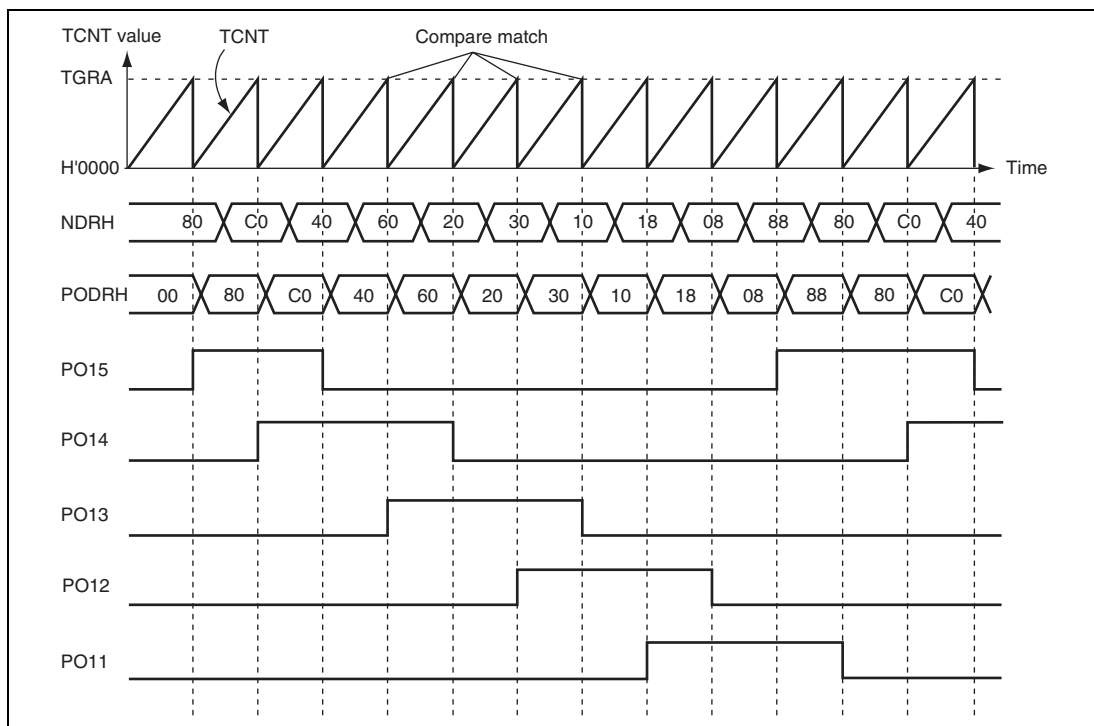 TCNT value
TCNT
Compare match
TGRA
H'0000
Time
NDRH 80 C0 40 60 20 30 10 18 08 88 80 C0 40
PODRH 00 80 C0 40 60 20 30 10 18 08 88 80 C0
PO15
PO14
PO13
PO12
PO11